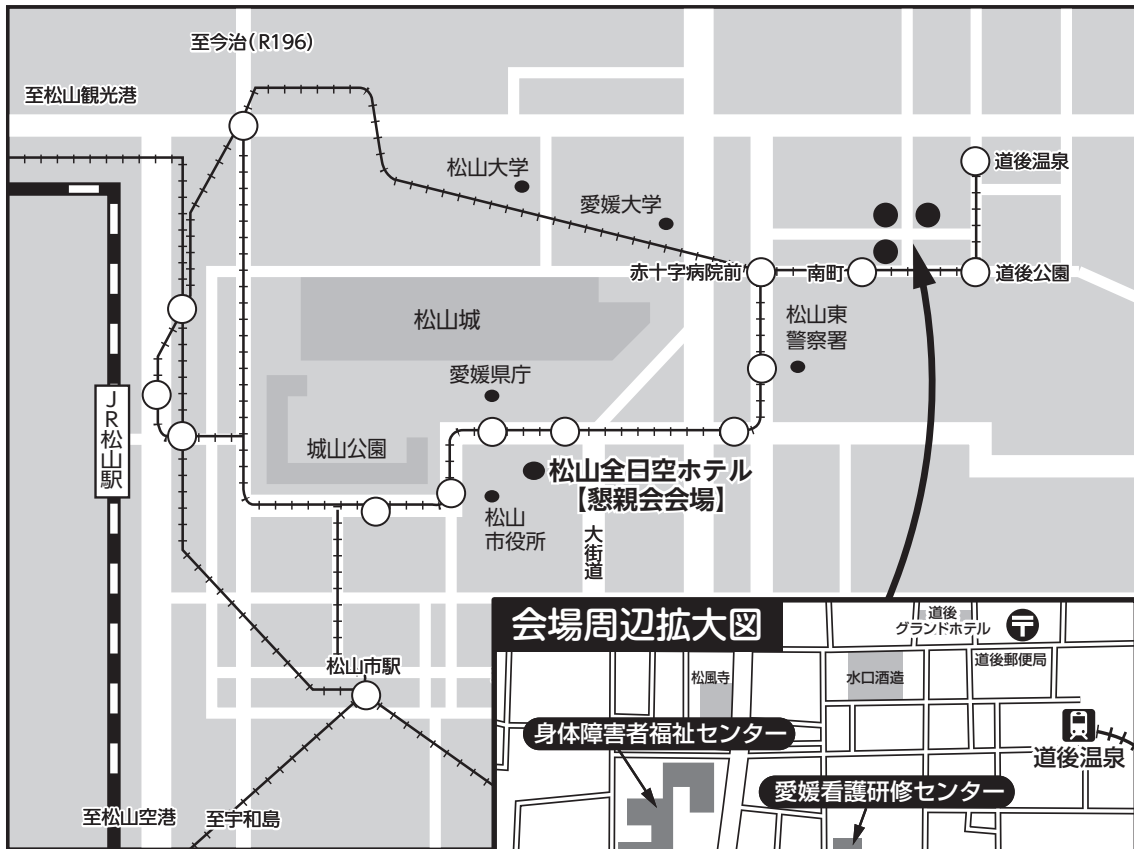 至今治(R196)
至松山観光港
松山大学
愛媛大学
道後温泉
赤十字病院前
南町
道後公園
松山城
松山東
警察署
愛媛県庁
JR松山駅
城山公園
松山全日空ホテル
【懇親会会場】
松山
市役所
大街道
松山市駅
至松山空港
至宇和島
会場周辺拡大図
道後
グランドホテル
〒
道後郵便局
松風寺
水口酒造
身体障害者福祉センター
道後温泉
愛媛看護研修センター